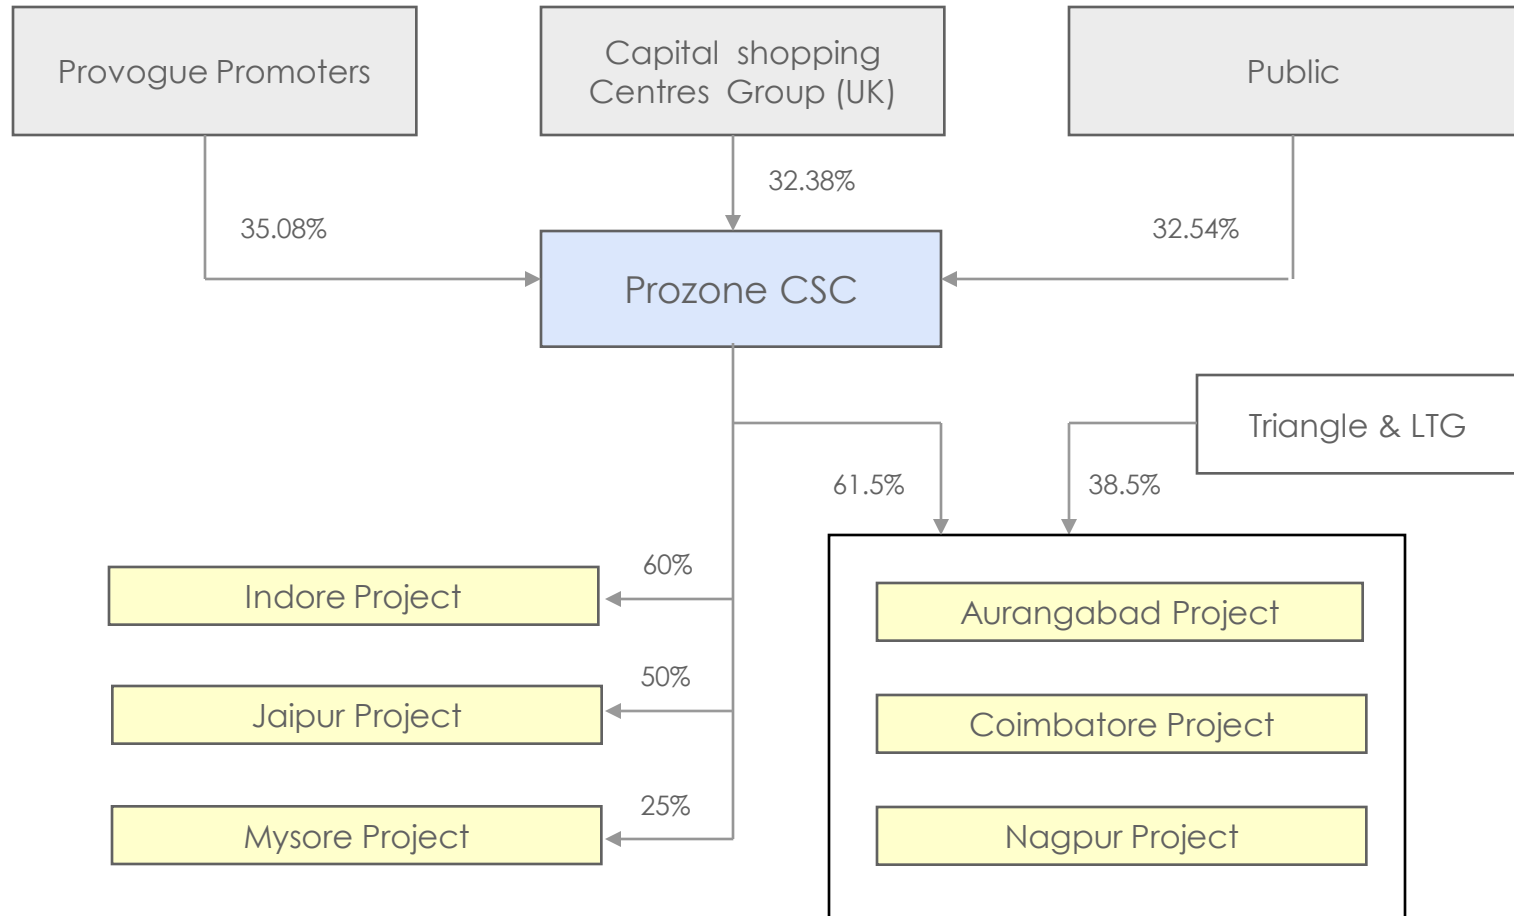 Provogue Promoters
Capital shopping
Centres Group (UK)
Public
32.38%
35.08%
32.54%
Prozone CSC
Triangle & LTG
61.5%
38.5%
60%
Indore Project
Aurangabad Project
50%
Jaipur Project
Coimbatore Project
25%
Mysore Project
Nagpur Project